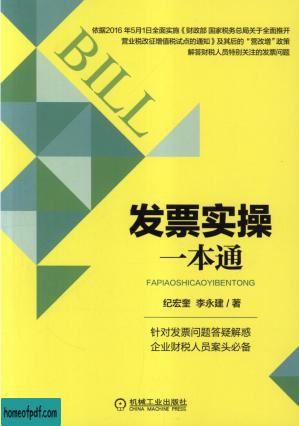 依据2016年5月1日全面实施《财政部 国家税务总局关于全面推开
营业税改征增值税试点的通知》及其后的“营改增”政策
解答财税人员特别关注的发票问题
BILL
发票实操
一本通
FAPIAOSHICAOYIBENTONG
纪宏奎 李永建/著
针对发票问题答疑解惑
企业财税人员案头必备
机械工业出版社
CHINA MACHINE PRESS
homeofpdf.com